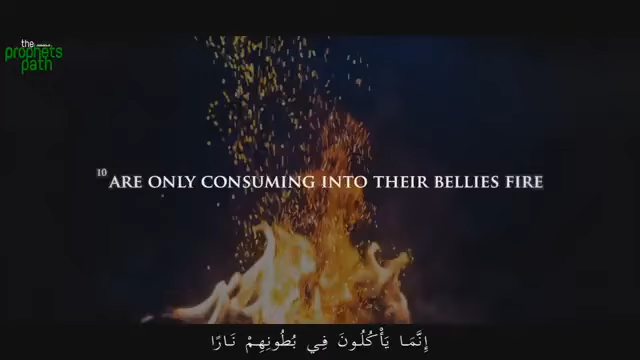 the
prophets
path
10 ARE ONLY CONSUMING INTO THEIR BELLIES FIRE
إِنَّمَا يَأْكُلُونَ فِي بُطُونِهِمْ نَارًا